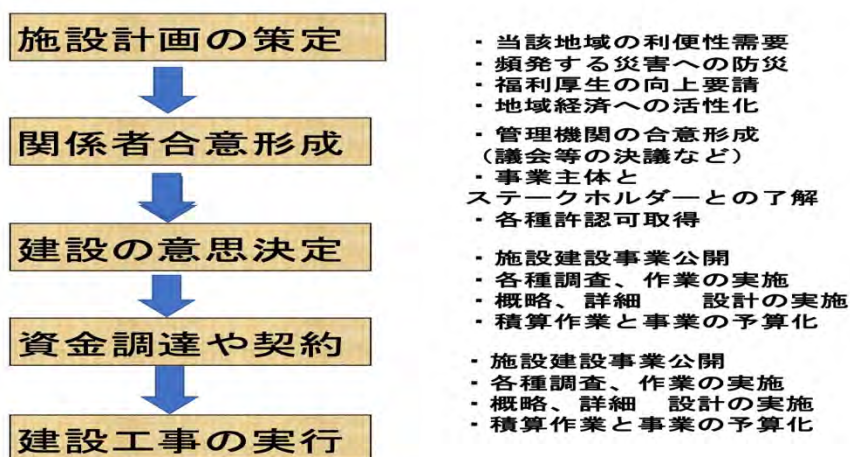 施設計画の策定
・当該地域の利便性需要
・頻発する災害への防災
・福利厚生の向上要請
・地域経済への活性化
関係者合意形成
・管理機関の合意形成
（議会等の決議など）
・事業主体と
ステークホルダーとの了解
・各種許認可取得
建設の意思決定
・施設建設事業公開
・各種調査、作業の実施
・概略、詳細　　設計の実施
・積算作業と事業の予算化
資金調達や契約
・施設建設事業公開
・各種調査、作業の実施
・概略、詳細　設計の実施
・積算作業と事業の予算化
建設工事の実行